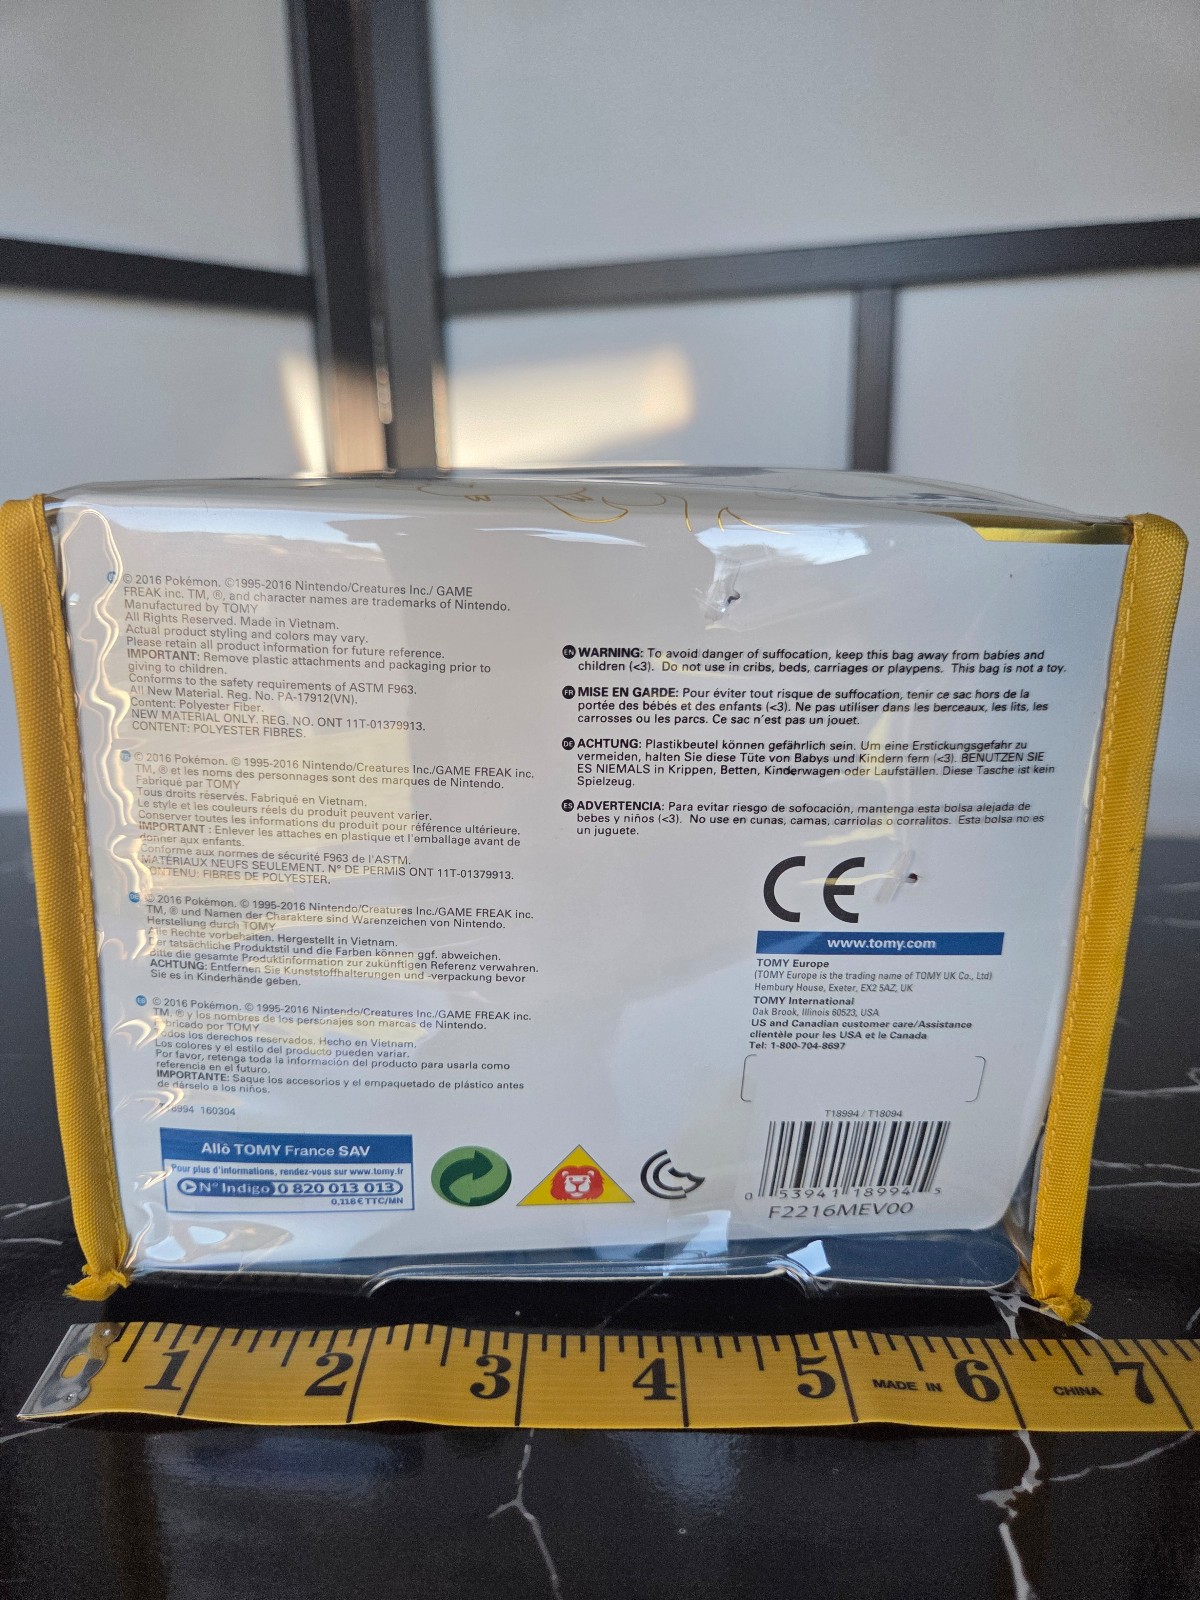 © 2016 Pokémon. ©1995-2016 Nintendo/Creatures Inc./ GAME
FREAK inc. TM, ®, and character names are trademarks of Nintendo.
Manufactured by TOMY
All Rights Reserved. Made in Vietnam.
Actual product styling and colors may vary.
Please retain all product information for future reference.
IMPORTANT: Remove plastic attachments and packaging prior to
giving to children.
Conforms to the safety requirements of ASTM F963.
All New Material. Reg. No. PA-17912(VN).
Content: Polyester Fiber.
NEW MATERIAL ONLY. REG. NO. ONT 11T-01379913.
CONTENT: POLYESTER FIBRES.
© 2016 Pokémon. © 1995-2016 Nintendo/Creatures Inc./GAME FREAK inc.
TM, ® et les noms des personnages sont des marques de Nintendo.
Fabriqué par TOMY
Tous droits réservés. Fabriqué en Vietnam.
Le style et les couleurs réels du produit peuvent varier.
Conserver toutes les informations du produit pour référence ultérieure.
IMPORTANT : Enlever les attaches en plastique et l'emballage avant de
donner aux enfants.
Conforme aux normes de sécurité F963 de l'ASTM.
MATÉRIAUX NEUFS SEULEMENT. N° DE PERMIS ONT 11T-01379913.
CONTENU: FIBRES DE POLYESTER.
© 2016 Pokémon. © 1995-2016 Nintendo/Creatures Inc./GAME FREAK inc.
TM, ® und Namen der Charaktere sind Warenzeichen von Nintendo.
Herstellung durch TOMY
Alle Rechte vorbehalten. Hergestellt in Vietnam.
Der tatsächliche Produktstil und die Farben können ggf. abweichen.
Bitte die gesamte Produktinformation zur zukünftigen Referenz verwahren.
ACHTUNG: Entfernen Sie Kunststoffhalterungen und -verpackung bevor
Sie es in Kinderhände geben.
ES © 2016 Pokémon. © 1995-2016 Nintendo/Creatures Inc./GAME FREAK inc.
TM, ® y los nombres de los personajes son marcas de Nintendo.
Fabricado por TOMY
Todos los derechos reservados. Hecho en Vietnam.
Los colores y el estilo del producto pueden variar.
Por favor, retenga toda la información del producto para usarla como
referencia en el futuro.
IMPORTANTE: Saque los accesorios y el empaquetado de plástico antes
de dárselo a los niños.
T18994 160304
Allô TOMY France SAV
Pour plus d'informations, rendez-vous sur www.tomy.fr
N° Indigo 0 820 013 013
0,118€TTC/MN
EN WARNING: To avoid danger of suffocation, keep this bag away from babies and
children (<3). Do not use in cribs, beds, carriages or playpens. This bag is not a toy.
FR MISE EN GARDE: Pour éviter tout risque de suffocation, tenir ce sac hors de la
portée des bébés et des enfants (<3). Ne pas utiliser dans les berceaux, les lits, les
carrosses ou les parcs. Ce sac n'est pas un jouet.
DE ACHTUNG: Plastikbeutel können gefährlich sein. Um eine Erstickungsgefahr zu
vermeiden, halten Sie diese Tüte von Babys und Kindern fern (<3). BENUTZEN SIE
ES NIEMALS in Krippen, Betten, Kinderwagen oder Laufställen. Diese Tasche ist kein
Spielzeug.
ES ADVERTENCIA: Para evitar riesgo de sofocación, mantenga esta bolsa alejada de
bebes y niños (<3). No use en cunas, camas, carriolas o corralitos. Esta bolsa no es
un juguete.
CE
www.tomy.com
TOMY Europe
(TOMY Europe is the trading name of TOMY UK Co., Ltd)
Hembury House, Exeter, EX2 5AZ, UK
TOMY International
Oak Brook, Illinois 60523, USA
US and Canadian customer care/Assistance
clientèle pour les USA et le Canada
Tel: 1-800-704-8697
T18994 / T18094
0 53941 18994 5
F2216MEV00
1 2 3 4 5 MADE IN 6 CHINA 7